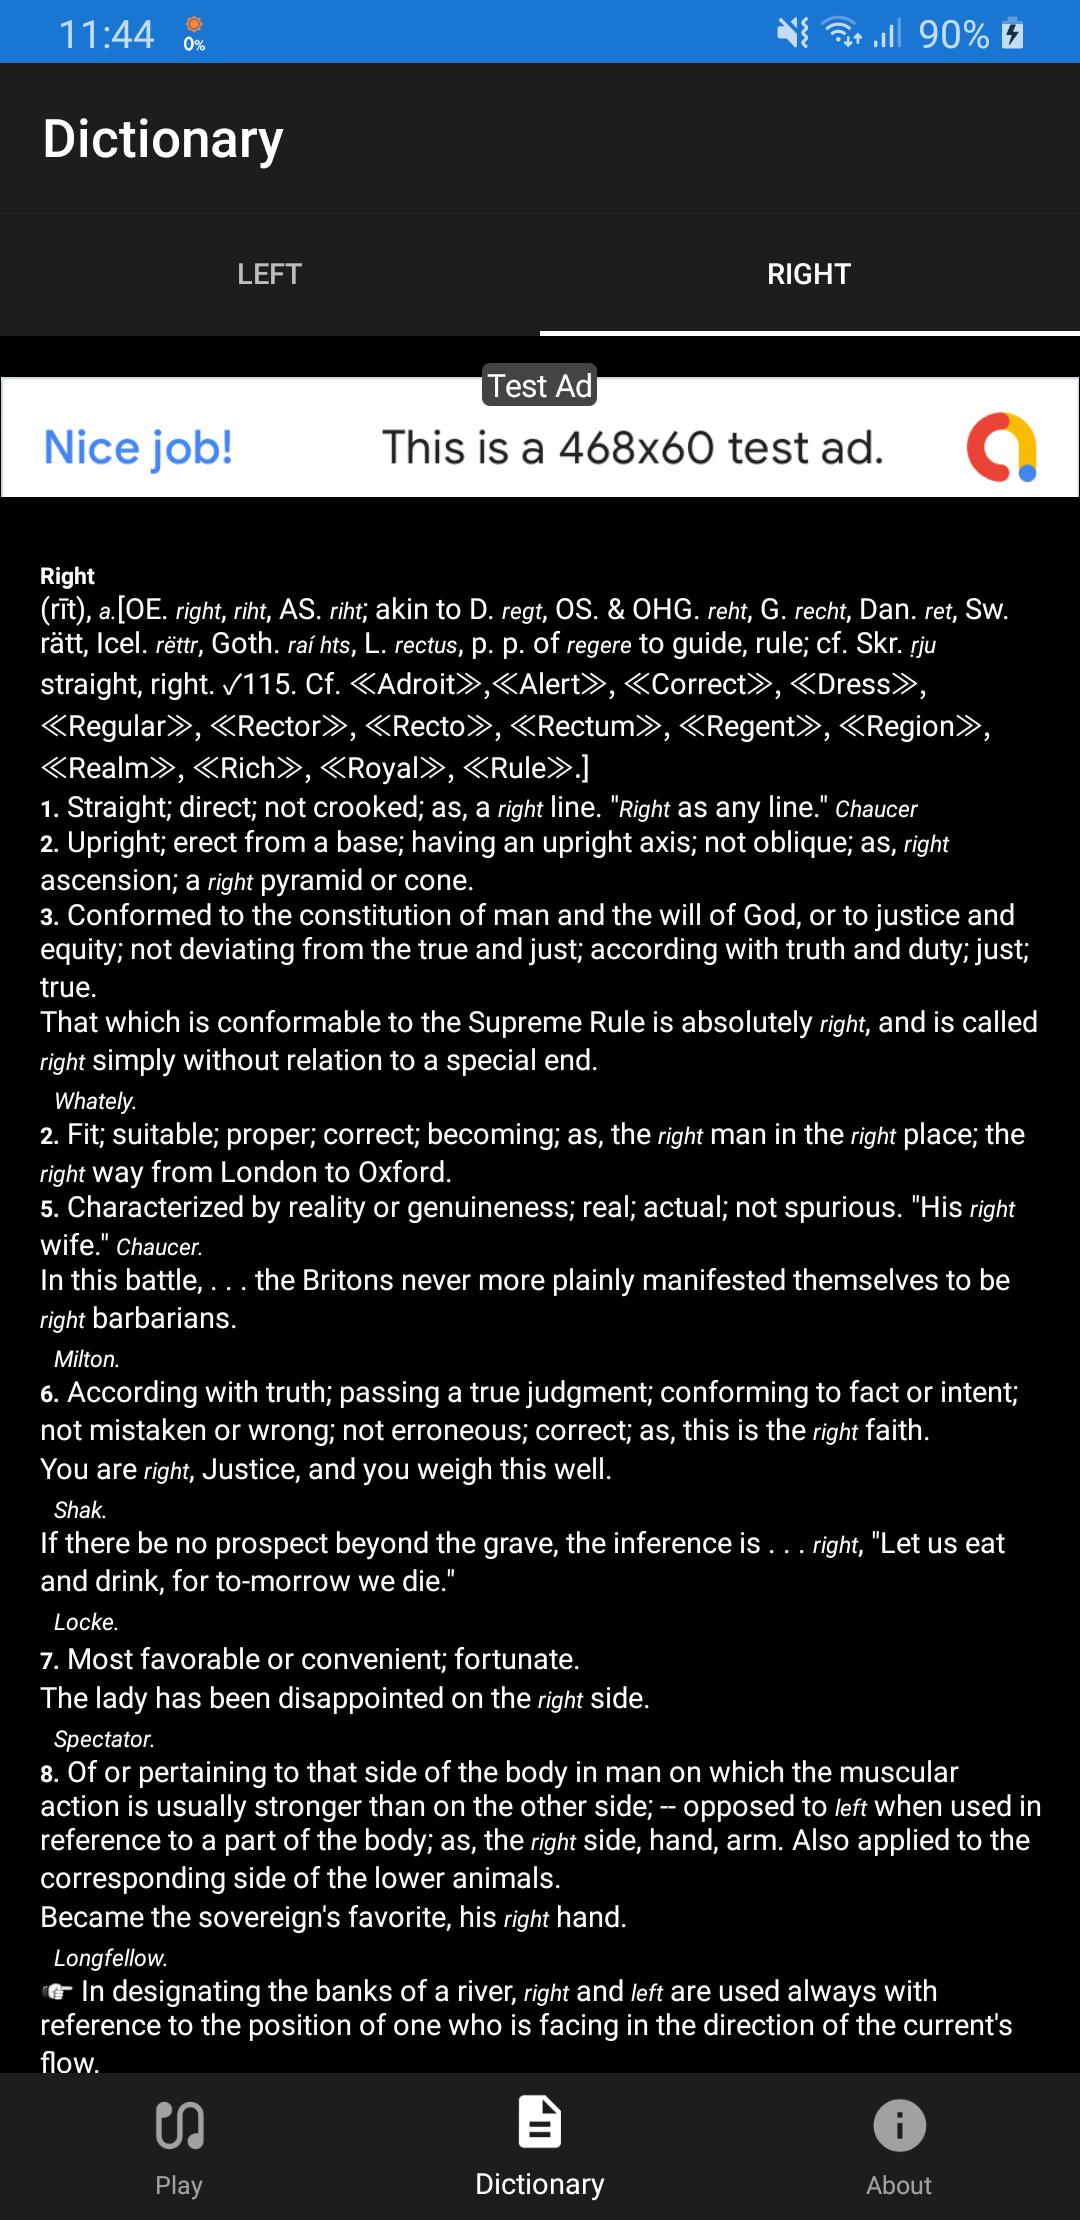 11:44
0%
90%
Dictionary
LEFT
RIGHT
Test Ad
Nice job!
This is a 468x60 test ad.
Right
(rīt), a.[OE. right, riht, AS. riht; akin to D. regt, OS. & OHG. reht, G. recht, Dan. ret, Sw.
rätt, Icel. rëttr, Goth. raí hts, L. rectus, p. p. of regere to guide, rule; cf. Skr. ṛju
straight, right. √115. Cf. ≪Adroit≫,≪Alert≫, ≪Correct≫, ≪Dress≫,
≪Regular≫, ≪Rector≫, ≪Recto≫, ≪Rectum≫, ≪Regent≫, ≪Region≫,
≪Realm≫, ≪Rich≫, ≪Royal≫, ≪Rule≫.]
1. Straight; direct; not crooked; as, a right line. "Right as any line." Chaucer
2. Upright; erect from a base; having an upright axis; not oblique; as, right
ascension; a right pyramid or cone.
3. Conformed to the constitution of man and the will of God, or to justice and
equity; not deviating from the true and just; according with truth and duty; just;
true.
That which is conformable to the Supreme Rule is absolutely right, and is called
right simply without relation to a special end.
Whately.
2. Fit; suitable; proper; correct; becoming; as, the right man in the right place; the
right way from London to Oxford.
5. Characterized by reality or genuineness; real; actual; not spurious. "His right
wife." Chaucer.
In this battle, . . . the Britons never more plainly manifested themselves to be
right barbarians.
Milton.
6. According with truth; passing a true judgment; conforming to fact or intent;
not mistaken or wrong; not erroneous; correct; as, this is the right faith.
You are right, Justice, and you weigh this well.
Shak.
If there be no prospect beyond the grave, the inference is . . . right, "Let us eat
and drink, for to-morrow we die."
Locke.
7. Most favorable or convenient; fortunate.
The lady has been disappointed on the right side.
Spectator.
8. Of or pertaining to that side of the body in man on which the muscular
action is usually stronger than on the other side; -- opposed to left when used in
reference to a part of the body; as, the right side, hand, arm. Also applied to the
corresponding side of the lower animals.
Became the sovereign's favorite, his right hand.
Longfellow.
☞ In designating the banks of a river, right and left are used always with
reference to the position of one who is facing in the direction of the current's
flow.
Play
Dictionary
About